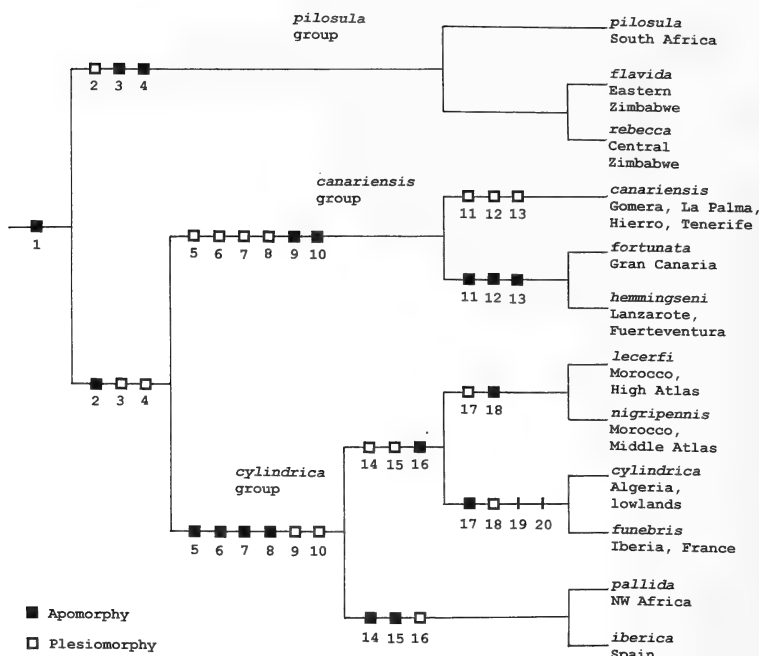 pilosula
group
pilosula
South Africa
2 3 4
flavida
Eastern
Zimbabwe
rebecca
Central
Zimbabwe
canariensis
group
canariensis
Gomera, La Palma,
Hierro, Tenerife
11 12 13
1
5 6 7 8 9 10
fortunata
Gran Canaria
11 12 13
hemmingseni
Lanzarote,
Fuerteventura
lecerfi
Morocco,
High Atlas
2 3 4
17 18
nigripennis
Morocco,
Middle Atlas
14 15 16
cylindrica
group
cylindrica
Algeria,
lowlands
17 18 19 20
5 6 7 8 9 10
funebris
Iberia, France
pallida
NW Africa
Apomorphy
14 15 16
Plesiomorphy
iberica
Spain